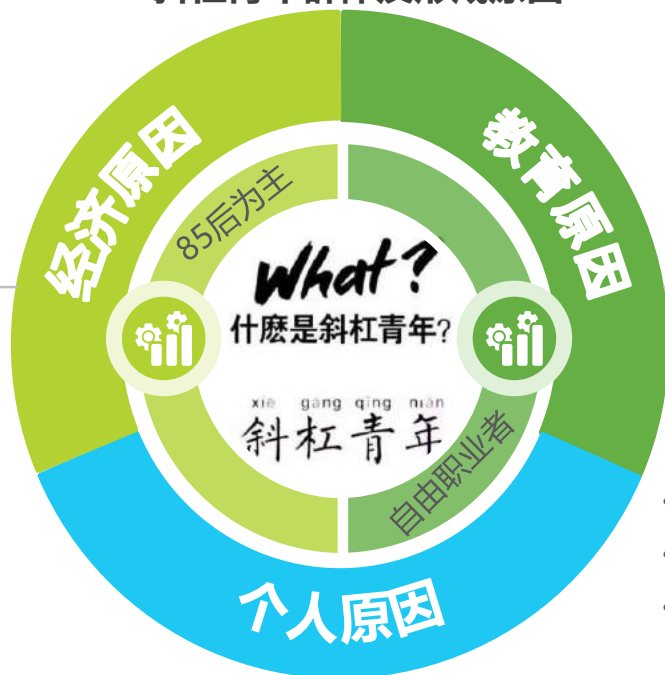 经济原因
教育原因
85后为主
What?
什麽是斜杠青年?
xié gàng qīng nián
斜杠青年
自由职业者
个人原因